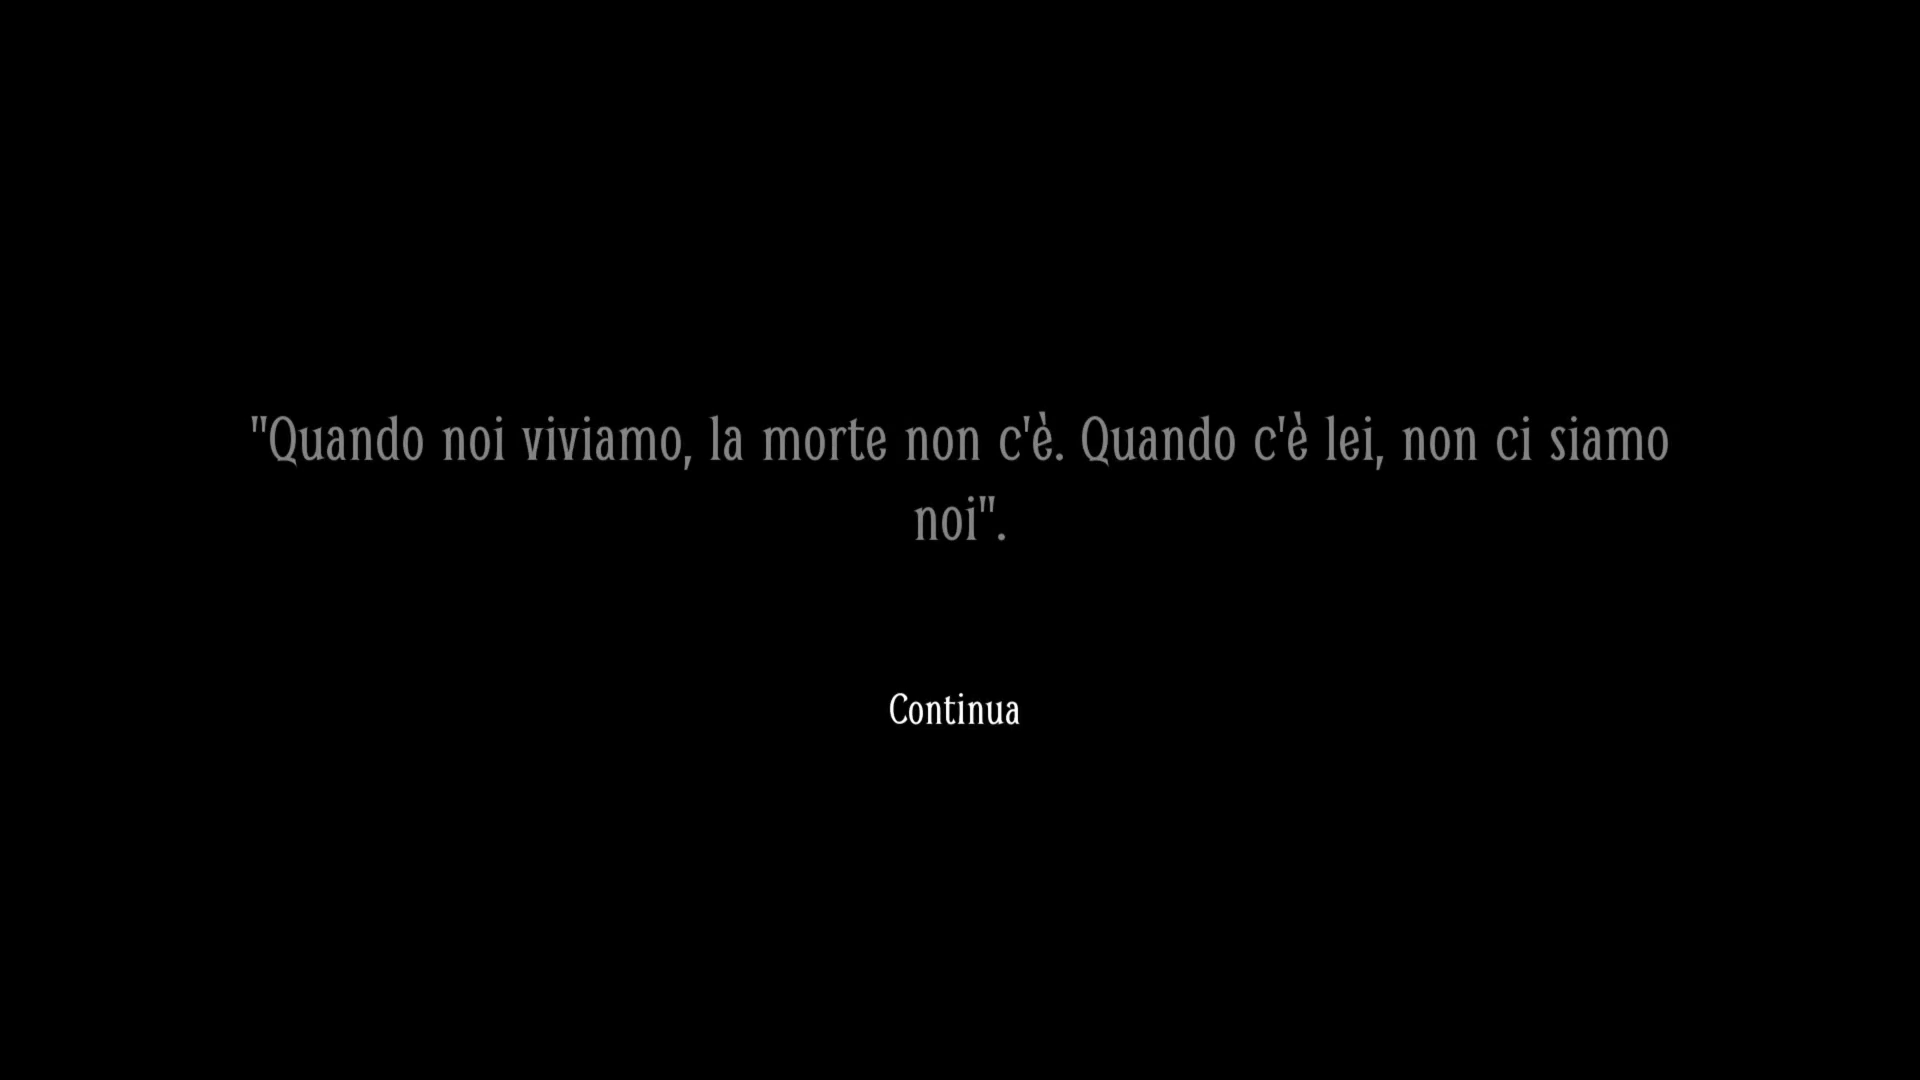 "Quando noi viviamo, la morte non c'è. Quando c'è lei, non ci siamo
noi".
Continua